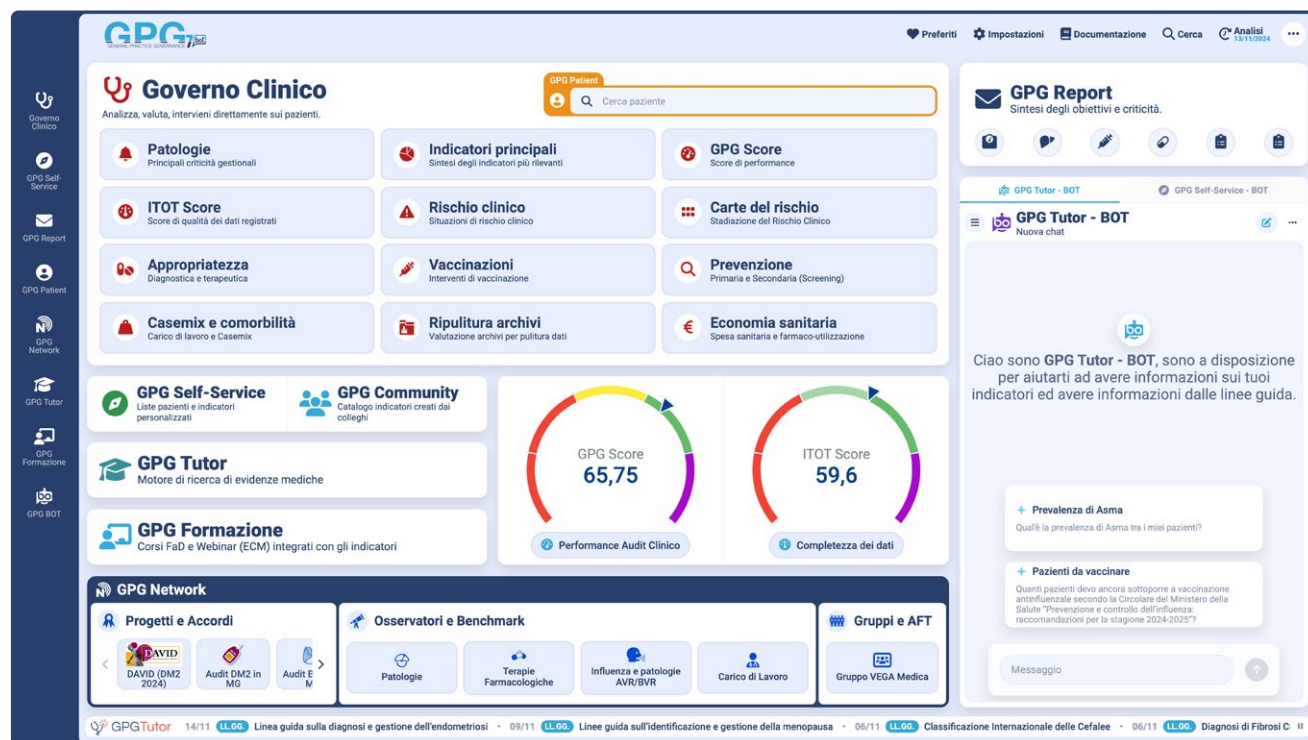 GPG
GENERAL PRACTICE GOVERNANCE
Preferiti
Impostazioni
Documentazione
Cerca
Analisi
13/11/2024
Governo
Clinico
GPG Self-
Service
GPG Report
GPG Patient
GPG
Network
GPG Tutor
GPG
Formazione
GPG BOT
Governo Clinico
Analizza, valuta, intervieni direttamente sui pazienti.
GPG Patient
Cerca paziente
Patologie
Principali criticità gestionali
Indicatori principali
Sintesi degli indicatori più rilevanti
GPG Score
Score di performance
ITOT Score
Score di qualità dei dati registrati
Rischio clinico
Situazioni di rischio clinico
Carte del rischio
Stadiazione del Rischio Clinico
Appropriatezza
Diagnostica e terapeutica
Vaccinazioni
Interventi di vaccinazione
Prevenzione
Primaria e Secondaria (Screening)
Casemix e comorbilità
Carico di lavoro e Casemix
Ripulitura archivi
Valutazione archivi per pulitura dati
Economia sanitaria
Spesa sanitaria e farmaco-utilizzazione
GPG Self-Service
Liste pazienti e indicatori
personalizzati
GPG Community
Catalogo indicatori creati dai
colleghi
GPG Tutor
Motore di ricerca di evidenze mediche
GPG Formazione
Corsi FaD e Webinar (ECM) integrati con gli indicatori
GPG Score
65,75
Performance Audit Clinico
ITOT Score
59,6
Completezza dei dati
GPG Network
Progetti e Accordi
DAVID
DAVID (DM2
2024)
Audit DM2 in
MG
Audit
Osservatori e Benchmark
Patologie
Terapie
Farmacologiche
Influenza e patologie
AVR/BVR
Carico di Lavoro
Gruppi e AFT
Gruppo VEGA Medica
GPG Report
Sintesi degli obiettivi e criticità.
GPG Tutor - BOT
GPG Self-Service - BOT
GPG Tutor - BOT
Nuova chat
Ciao sono GPG Tutor - BOT, sono a disposizione
per aiutarti ad avere informazioni sui tuoi
indicatori ed avere informazioni dalle linee guida.
Prevalenza di Asma
Qual'è la prevalenza di Asma tra i miei pazienti?
Pazienti da vaccinare
Quanti pazienti devo ancora sottoporre a vaccinazione
antinfluenzale secondo la Circolare del Ministero della
Salute "Prevenzione e controllo dell'influenza:
raccomandazioni per la stagione 2024-2025"?
Messaggio
GPGTutor 14/11 LL.GG. Linea guida sulla diagnosi e gestione dell'endometriosi • 09/11 LL.GG. Linee guida sull'identificazione e gestione della menopausa • 06/11 LL.GG. Classificazione Internazionale delle Cefalee • 06/11 LL.GG. Diagnosi di Fibrosi